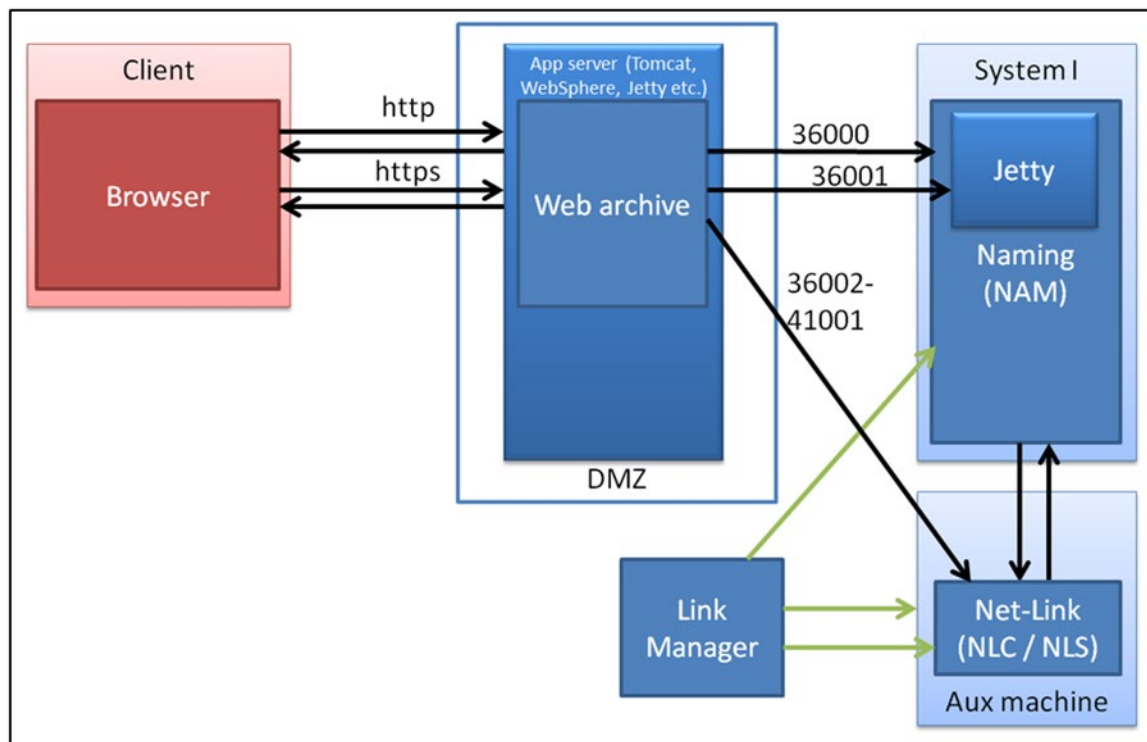 Client
Browser
http
https
App server (Tomcat,
WebSphere, Jetty etc.)
Web archive
DMZ
36000
36001
36002-
41001
System I
Jetty
Naming
(NAM)
Link
Manager
Net-Link
(NLC / NLS)
Aux machine